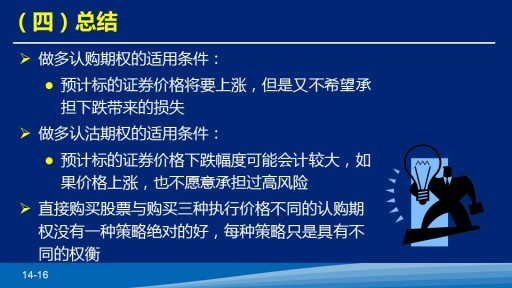 （四）总结
做多认购期权的适用条件：
预计标的证券价格将要上涨，但是又不希望承
担下跌带来的损失
做多认沽期权的适用条件：
预计标的证券价格下跌幅度可能会计较大，如
果价格上涨，也不愿意承担过高风险
直接购买股票与购买三种执行价格不同的认购期
权没有一种策略绝对的好，每种策略只是具有不
同的权衡
14-16